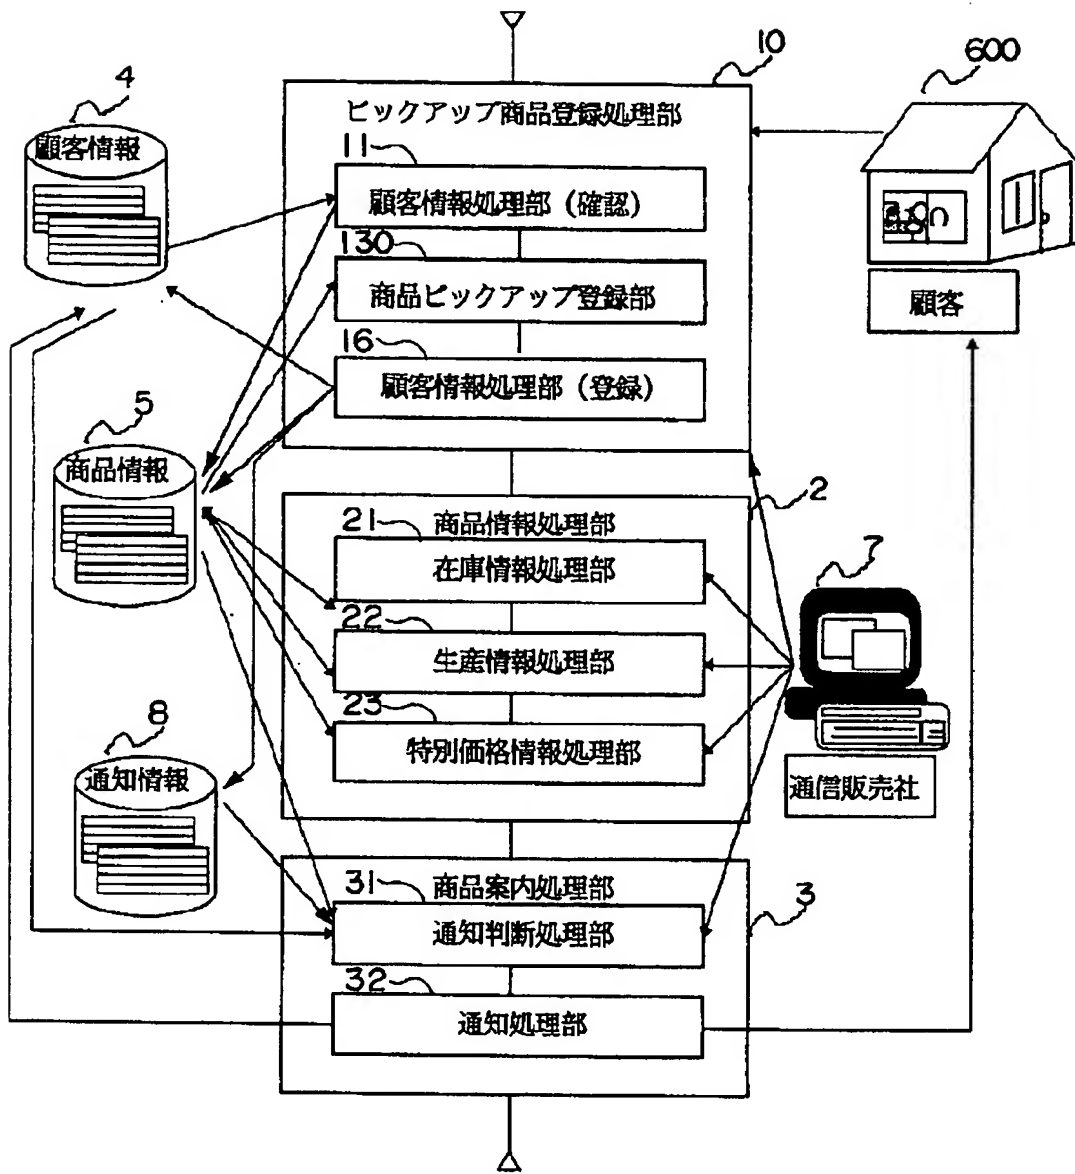 10
600
4
ピックアップ商品登録処理部
顧客情報
11
顧客情報処理部（確認）
130
商品ピックアップ登録部
顧客
16
顧客情報処理部（登録）
5
商品情報
2
商品情報処理部
21
在庫情報処理部
7
22
生産情報処理部
23
特別価格情報処理部
8
通知情報
通信販売社
商品案内処理部
31
3
通知判断処理部
32
通知処理部